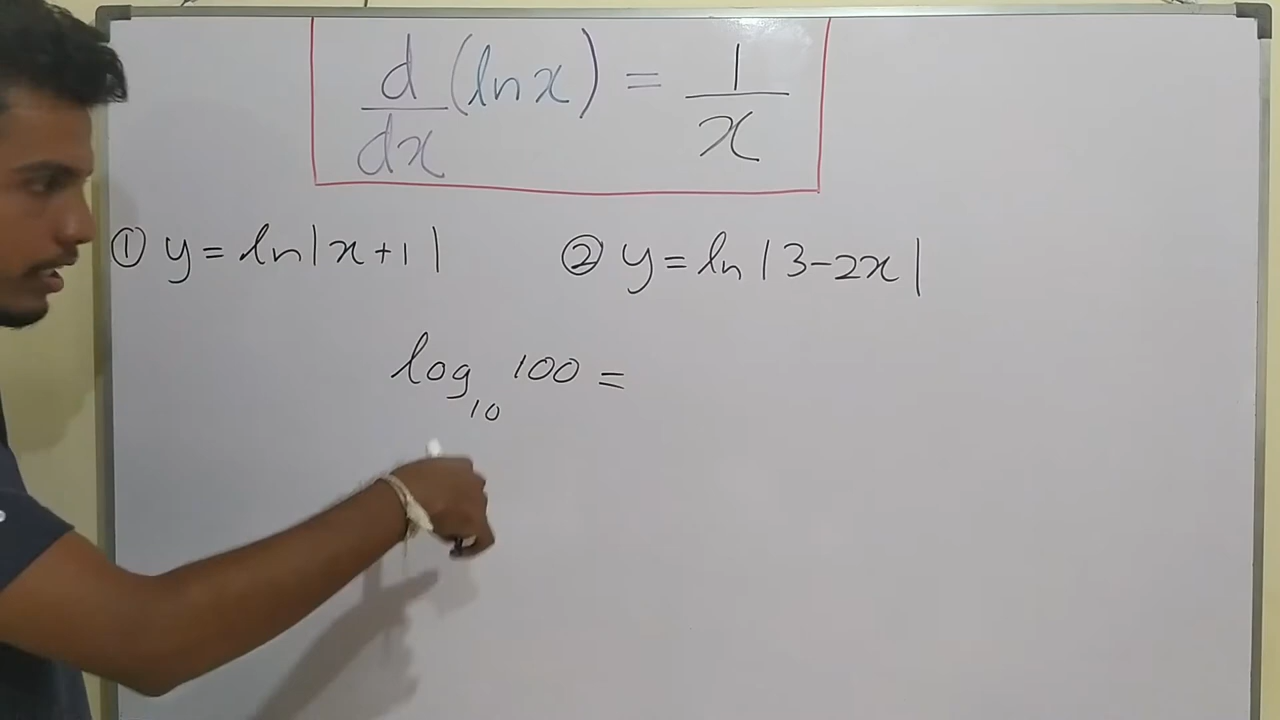 d/dx (ln x) = 1/x
① y = ln|x+1| ② y = ln|3-2x|
log₁₀ 100 =